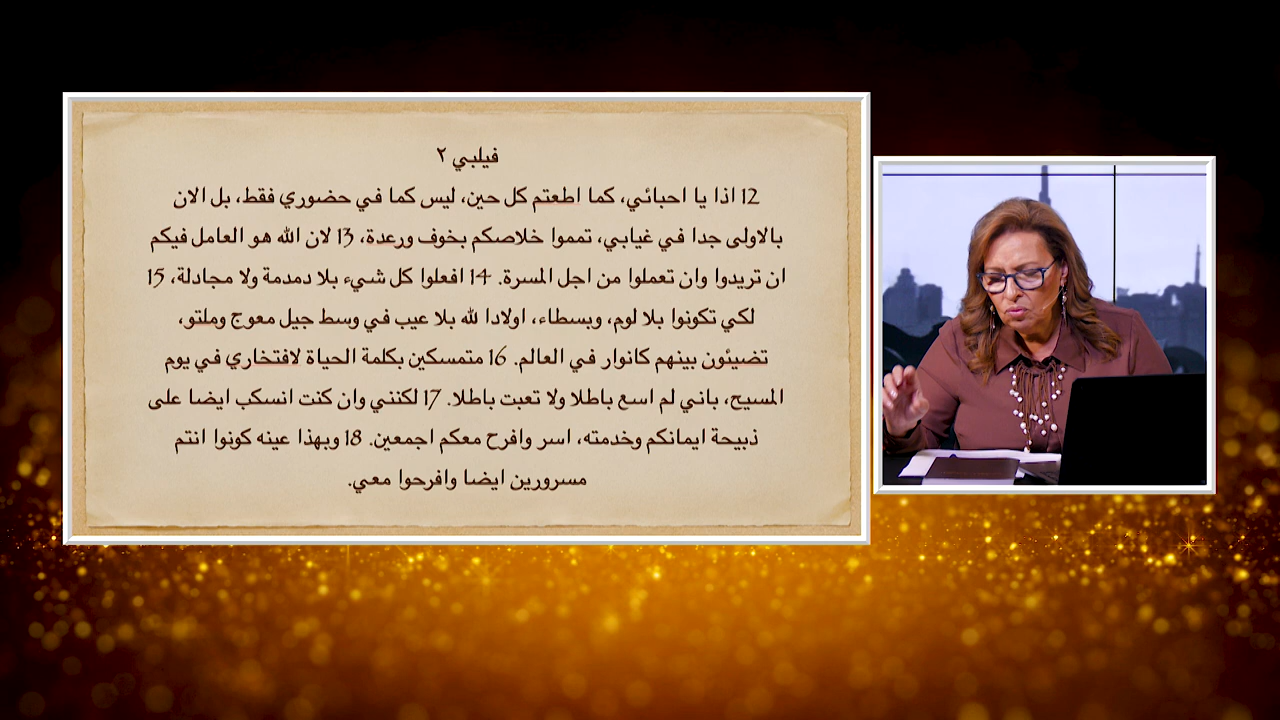 فيلبي ٢
12 اذا يا احبائي، كما اطعتم كل حين، ليس كما في حضوري فقط، بل الان
بالاولى جدا في غيابي، تمموا خلاصكم بخوف ورعدة، 13 لان الله هو العامل فيكم
ان تريدوا وان تعملوا من اجل المسرة. 14 افعلوا كل شيء بلا دمدمة ولا مجادلة، 15
لكي تكونوا بلا لوم، وبسطاء، اولادا لله بلا عيب في وسط جيل معوج وملتو،
تضيئون بينهم كانوار في العالم. 16 متمسكين بكلمة الحياة لافتخاري في يوم
المسيح، باني لم اسع باطلا ولا تعبت باطلا. 17 لكنني وان كنت انسكب ايضا على
ذبيحة ايمانكم وخدمته، اسر وافرح معكم اجمعين. 18 وبهذا عينه كونوا انتم
مسرورين ايضا وافرحوا معي.